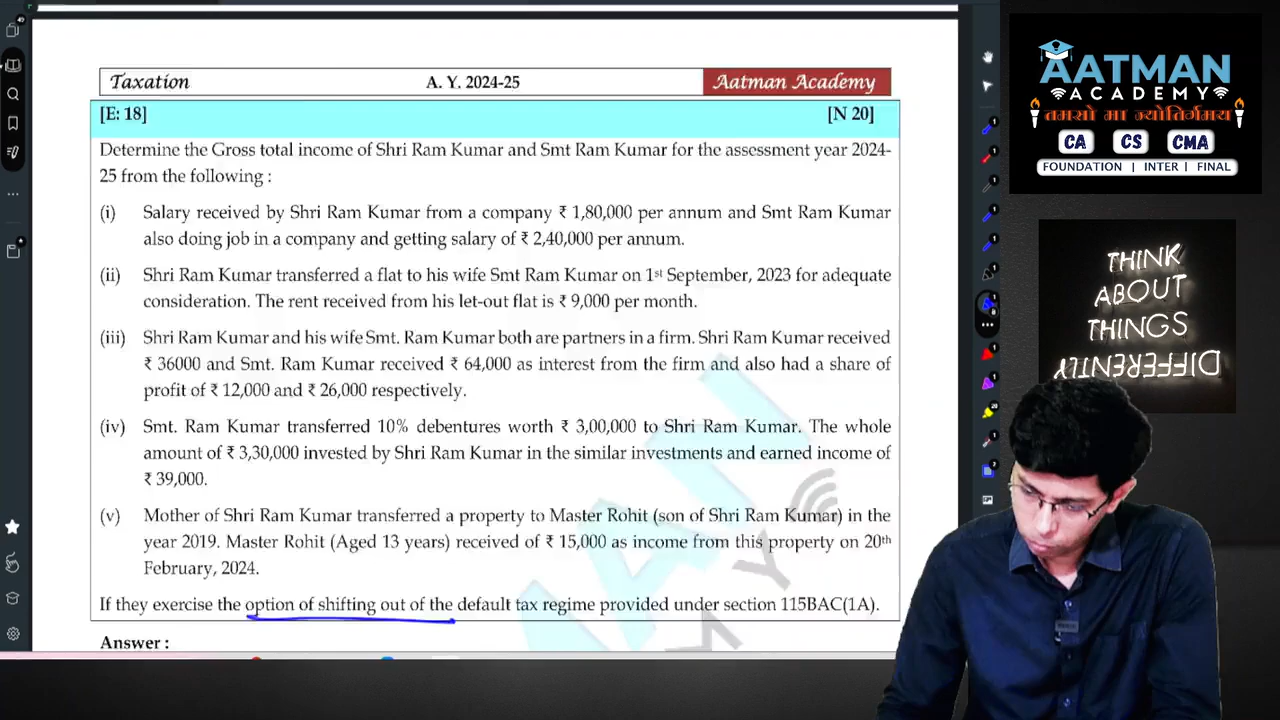 Taxation A. Y. 2024-25 Aatman Academy
[E: 18] [N 20]
Determine the Gross total income of Shri Ram Kumar and Smt Ram Kumar for the assessment year 2024-
25 from the following :
(i) Salary received by Shri Ram Kumar from a company ₹ 1,80,000 per annum and Smt Ram Kumar
also doing job in a company and getting salary of ₹ 2,40,000 per annum.
(ii) Shri Ram Kumar transferred a flat to his wife Smt Ram Kumar on 1st September, 2023 for adequate
consideration. The rent received from his let-out flat is ₹ 9,000 per month.
(iii) Shri Ram Kumar and his wife Smt. Ram Kumar both are partners in a firm. Shri Ram Kumar received
₹ 36000 and Smt. Ram Kumar received ₹ 64,000 as interest from the firm and also had a share of
profit of ₹ 12,000 and ₹ 26,000 respectively.
(iv) Smt. Ram Kumar transferred 10% debentures worth ₹ 3,00,000 to Shri Ram Kumar. The whole
amount of ₹ 3,30,000 invested by Shri Ram Kumar in the similar investments and earned income of
₹ 39,000.
(v) Mother of Shri Ram Kumar transferred a property to Master Rohit (son of Shri Ram Kumar) in the
year 2019. Master Rohit (Aged 13 years) received of ₹ 15,000 as income from this property on 20th
February, 2024.
If they exercise the option of shifting out of the default tax regime provided under section 115BAC(1A).
Answer :
AATMAN
ACADEMY
तमसो मा ज्योतिर्गमय
CA CS CMA
FOUNDATION | INTER | FINAL
THINK
ABOUT
THINGS
DIFFERENTLY